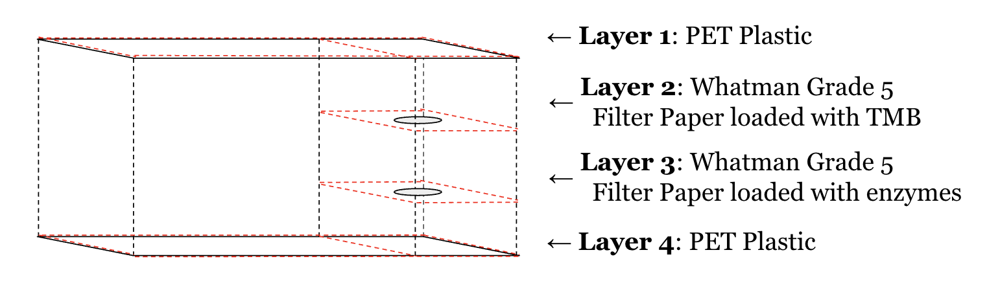 ← Layer 1: PET Plastic
← Layer 2: Whatman Grade 5
Filter Paper loaded with TMB
← Layer 3: Whatman Grade 5
Filter Paper loaded with enzymes
← Layer 4: PET Plastic